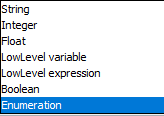 String
Integer
Float
LowLevel variable
LowLevel expression
Boolean
Enumeration